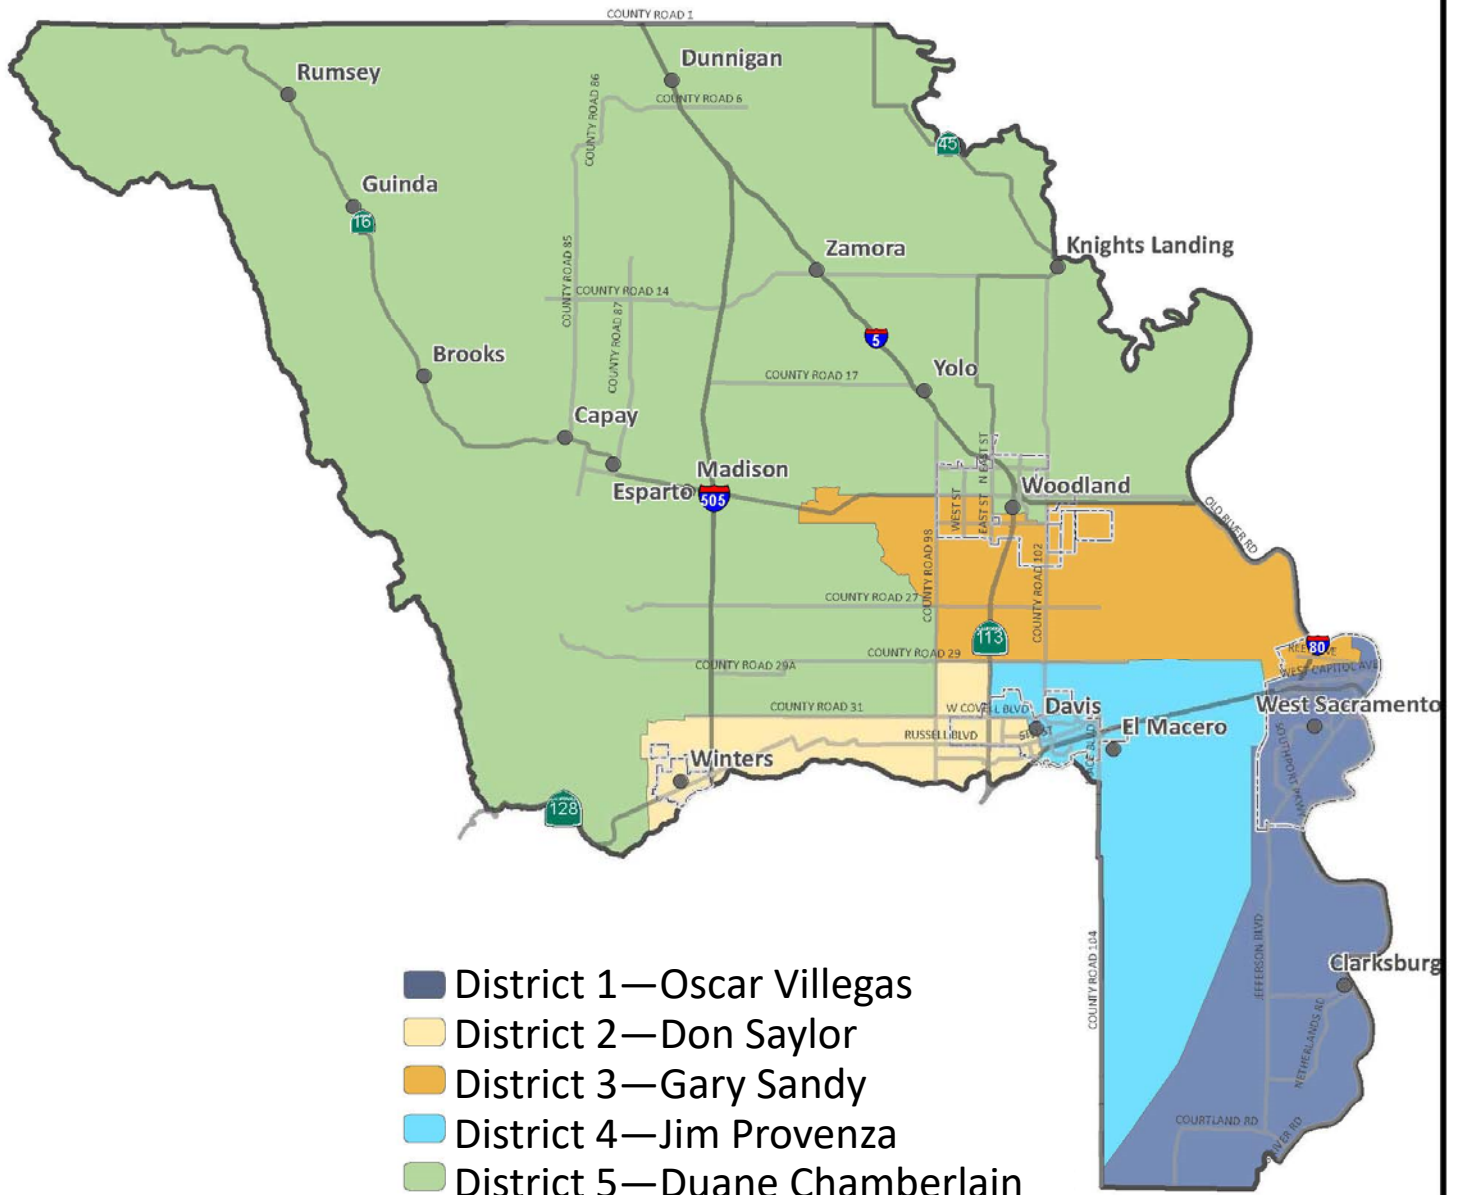 COUNTY ROAD 1
Dunnigan
Rumsey
COUNTY ROAD 86
COUNTY ROAD 6
45
Guinda
16
Zamora
Knights Landing
COUNTY ROAD 85
COUNTY ROAD 14
COUNTY ROAD 87
5
Brooks
Yolo
COUNTY ROAD 17
Capay
N EAST ST
Madison
Esparto
505
Woodland
WEST ST
EAST ST
OLD RIVER RD
COUNTY ROAD 98
COUNTY ROAD 102
COUNTY ROAD 27
113
80
COUNTY ROAD 29
COUNTY ROAD 29A
WEST CAPITOL AVE
COUNTY ROAD 31
W COVELL BLVD
Davis
West Sacramento
RUSSELL BLVD
El Macero
Winters
128
COUNTY ROAD 104
JEFFERSON BLVD
Clarksburg
NETHERLANDS RD
COURTLAND RD
RIVER RD
District 1—Oscar Villegas
District 2—Don Saylor
District 3—Gary Sandy
District 4—Jim Provenza
District 5—Duane Chamberlain